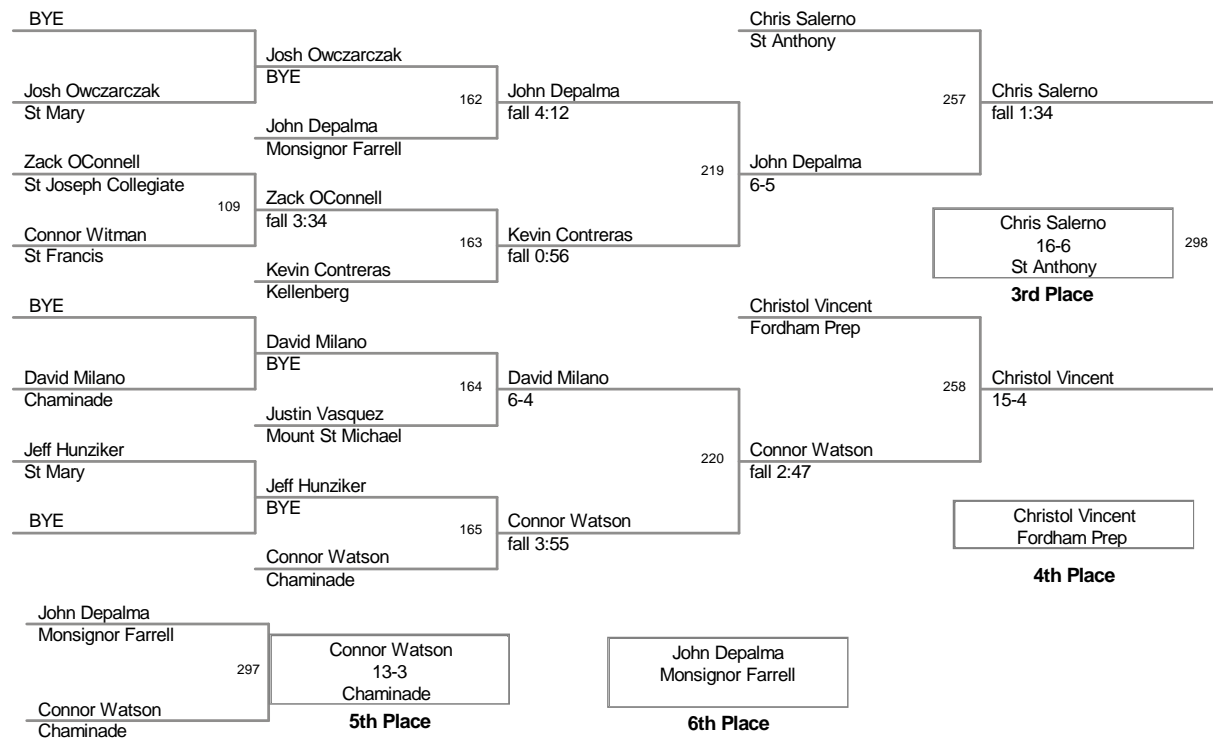 BYE
Josh Owczarczak
St Mary
Zack OConnell
St Joseph Collegiate
109
Connor Witman
St Francis
BYE
David Milano
Chaminade
Jeff Hunziker
St Mary
BYE
Josh Owczarczak
BYE
162
John Depalma
Monsignor Farrell
Zack OConnell
fall 3:34
163
Kevin Contreras
Kellenberg
David Milano
BYE
164
Justin Vasquez
Mount St Michael
Jeff Hunziker
BYE
165
Connor Watson
Chaminade
John Depalma
fall 4:12
219
Kevin Contreras
fall 0:56
David Milano
6-4
220
Connor Watson
fall 3:55
Chris Salerno
St Anthony
257
John Depalma
6-5
Christol Vincent
Fordham Prep
258
Connor Watson
fall 2:47
Chris Salerno
fall 1:34
Chris Salerno
16-6
St Anthony
298
3rd Place
Christol Vincent
15-4
Christol Vincent
Fordham Prep
4th Place
John Depalma
Monsignor Farrell
297
Connor Watson
Chaminade
Connor Watson
13-3
Chaminade
5th Place
John Depalma
Monsignor Farrell
6th Place